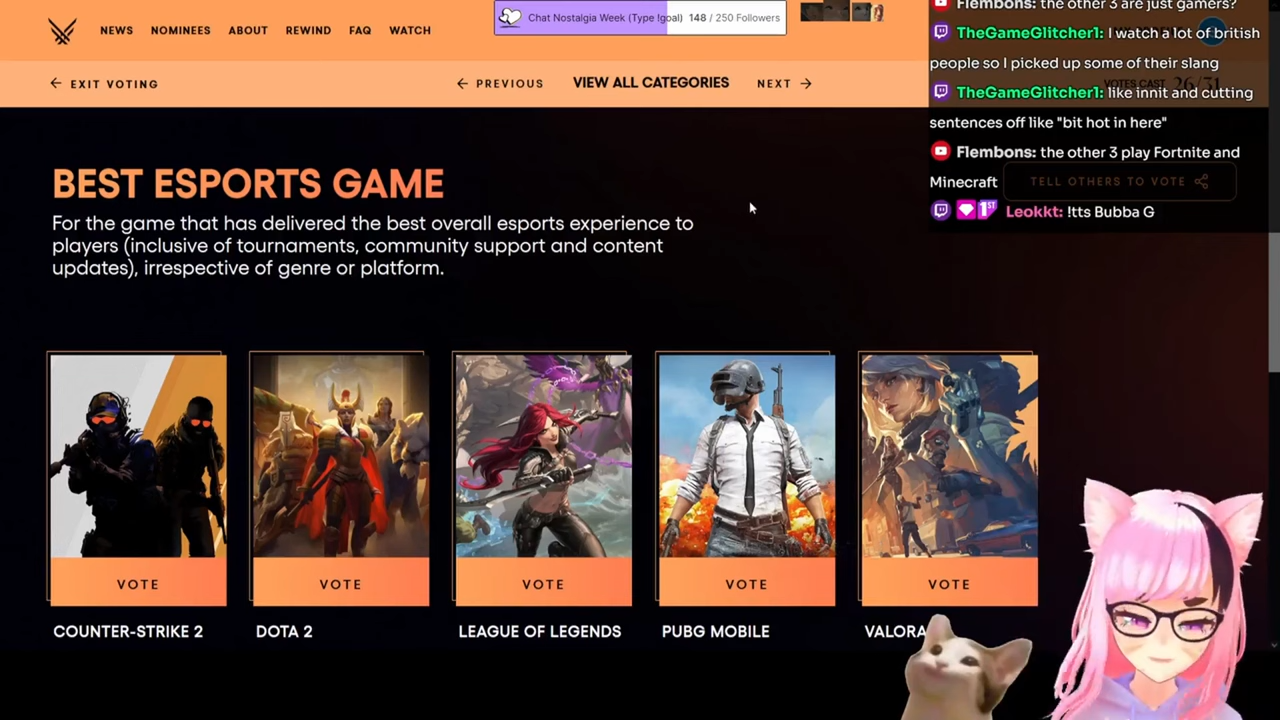 NEWS NOMINEES ABOUT REWIND FAQ WATCH
Chat Nostalgia Week (Type !goal) 148 / 250 Followers
EXIT VOTING
PREVIOUS VIEW ALL CATEGORIES NEXT
VOTES CAST 26/31
TELL OTHERS TO VOTE
Flembons: the other 3 are just gamers?
TheGameGlitcher1: I watch a lot of british
people so I picked up some of their slang
TheGameGlitcher1: like innit and cutting
sentences off like "bit hot in here"
Flembons: the other 3 play Fortnite and
Minecraft
Leokkt: !tts Bubba G
1ST
BEST ESPORTS GAME
For the game that has delivered the best overall esports experience to
players (inclusive of tournaments, community support and content
updates), irrespective of genre or platform.
VOTE VOTE VOTE VOTE VOTE
COUNTER-STRIKE 2 DOTA 2 LEAGUE OF LEGENDS PUBG MOBILE VALORA